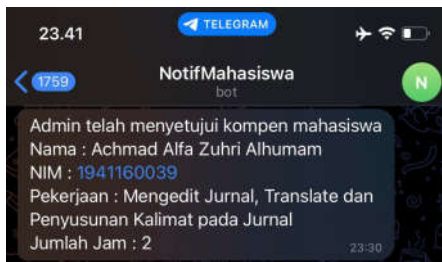 23.41
TELEGRAM
1759
NotifMahasiswa
bot
N
Admin telah menyetujui kompen mahasiswa
Nama : Achmad Alfa Zuhri Alhumam
NIM : 1941160039
Pekerjaan : Mengedit Jurnal, Translate dan
Penyusunan Kalimat pada Jurnal
Jumlah Jam : 2
23:30